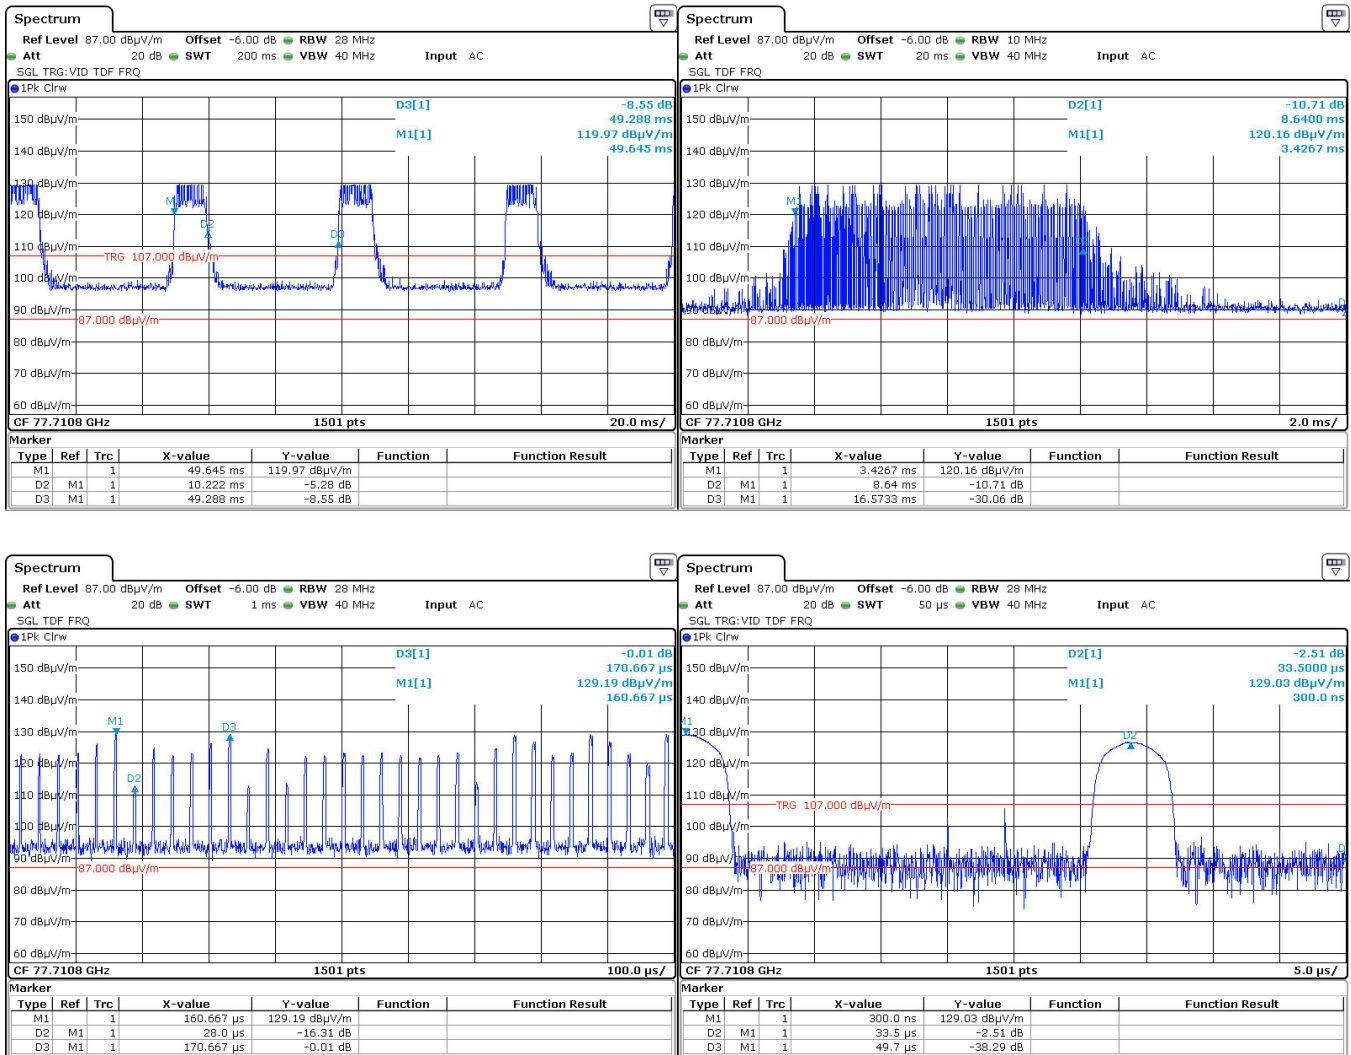 Spectrum
Ref Level 87.00 dBµV/m Offset -6.00 dB RBW 28 MHz
Att 20 dB SWT 200 ms VBW 40 MHz Input AC
SGL TRG:VID TDF FRQ
1Pk Clrw
D3[1] -8.55 dB
49.288 ms
150 dBµV/m
M1[1] 119.97 dBµV/m
49.645 ms
140 dBµV/m
130 dBµV/m
M1
120 dBµV/m
D2
D3
110 dBµV/m
TRG 107.000 dBµV/m
100 dBµV/m
90 dBµV/m
87.000 dBµV/m
80 dBµV/m
70 dBµV/m
60 dBµV/m
CF 77.7108 GHz 1501 pts 20.0 ms/
Marker
Type Ref Trc X-value Y-value Function Function Result
M1 1 49.645 ms 119.97 dBµV/m
D2 M1 1 10.222 ms -5.28 dB
D3 M1 1 49.288 ms -8.55 dB
Spectrum
Ref Level 87.00 dBµV/m Offset -6.00 dB RBW 10 MHz
Att 20 dB SWT 20 ms VBW 40 MHz Input AC
SGL TDF FRQ
1Pk Clrw
D2[1] -10.71 dB
8.6400 ms
150 dBµV/m
M1[1] 120.16 dBµV/m
3.4267 ms
140 dBµV/m
130 dBµV/m
M1
120 dBµV/m
110 dBµV/m
100 dBµV/m
90 dBµV/m
87.000 dBµV/m
80 dBµV/m
70 dBµV/m
60 dBµV/m
CF 77.7108 GHz 1501 pts 2.0 ms/
Marker
Type Ref Trc X-value Y-value Function Function Result
M1 1 3.4267 ms 120.16 dBµV/m
D2 M1 1 8.64 ms -10.71 dB
D3 M1 1 16.5733 ms -30.06 dB
Spectrum
Ref Level 87.00 dBµV/m Offset -6.00 dB RBW 28 MHz
Att 20 dB SWT 1 ms VBW 40 MHz Input AC
SGL TDF FRQ
1Pk Clrw
D3[1] -0.01 dB
170.667 µs
150 dBµV/m
M1[1] 129.19 dBµV/m
160.667 µs
140 dBµV/m
M1
D3
130 dBµV/m
120 dBµV/m
D2
110 dBµV/m
100 dBµV/m
90 dBµV/m
87.000 dBµV/m
80 dBµV/m
70 dBµV/m
60 dBµV/m
CF 77.7108 GHz 1501 pts 100.0 µs/
Marker
Type Ref Trc X-value Y-value Function Function Result
M1 1 160.667 µs 129.19 dBµV/m
D2 M1 1 28.0 µs -16.31 dB
D3 M1 1 170.667 µs -0.01 dB
Spectrum
Ref Level 87.00 dBµV/m Offset -6.00 dB RBW 28 MHz
Att 20 dB SWT 50 µs VBW 40 MHz Input AC
SGL TRG:VID TDF FRQ
1Pk Clrw
D2[1] -2.51 dB
33.5000 µs
150 dBµV/m
M1[1] 129.03 dBµV/m
300.0 ns
140 dBµV/m
M1
130 dBµV/m
D2
120 dBµV/m
110 dBµV/m
TRG 107.000 dBµV/m
100 dBµV/m
90 dBµV/m
87.000 dBµV/m
80 dBµV/m
70 dBµV/m
60 dBµV/m
CF 77.7108 GHz 1501 pts 5.0 µs/
Marker
Type Ref Trc X-value Y-value Function Function Result
M1 1 300.0 ns 129.03 dBµV/m
D2 M1 1 33.5 µs -2.51 dB
D3 M1 1 49.7 µs -38.29 dB